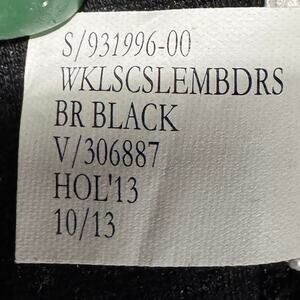 S/931996-00
WKLSCSLEMBDRS
BR BLACK
V/306887
HOL'13
10/13